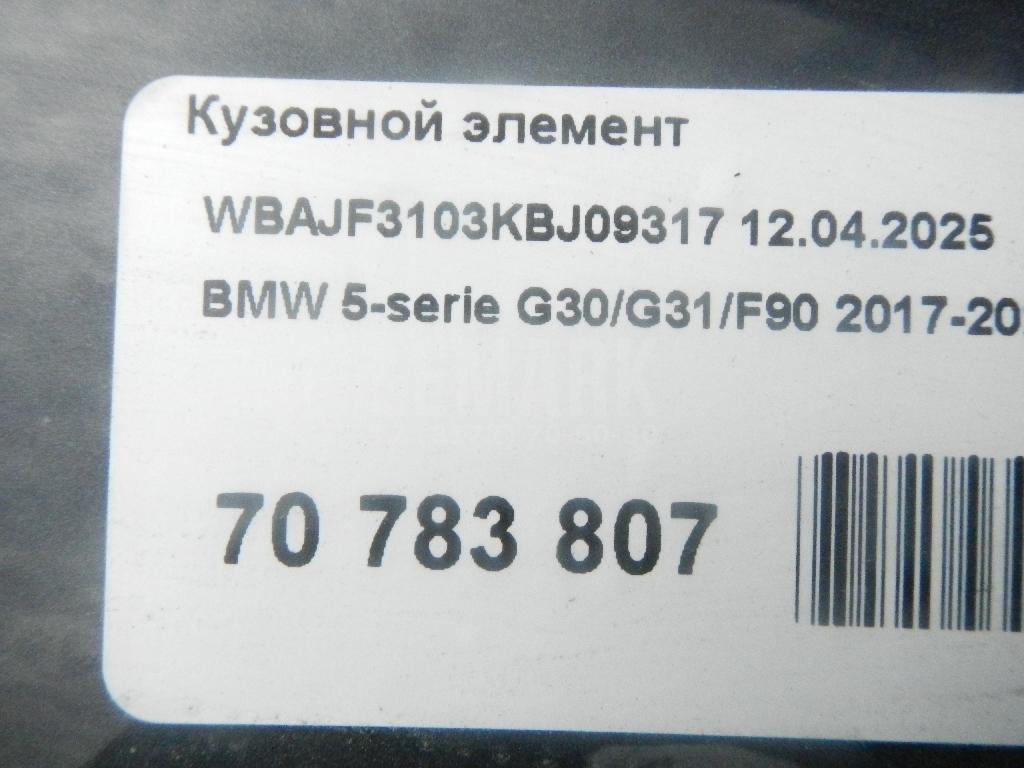 Кузовной элемент
WBAJF3103KBJ09317 12.04.2025
BMW 5-serie G30/G31/F90 2017-20
70 783 807